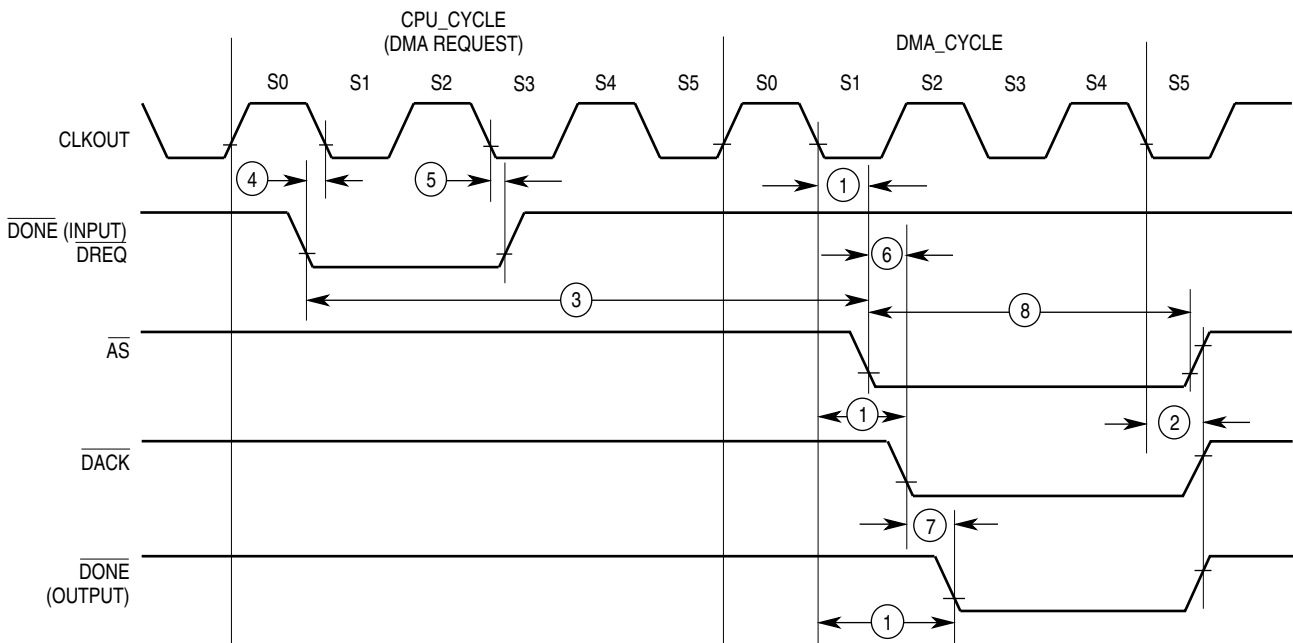 CPU_CYCLE
(DMA REQUEST)
DMA_CYCLE
S0 S1 S2 S3 S4 S5 S0 S1 S2 S3 S4 S5
CLKOUT
4 5 1
DONE (INPUT)
DREQ
6
3 8
AS
1 2
DACK
7
DONE
(OUTPUT)
1